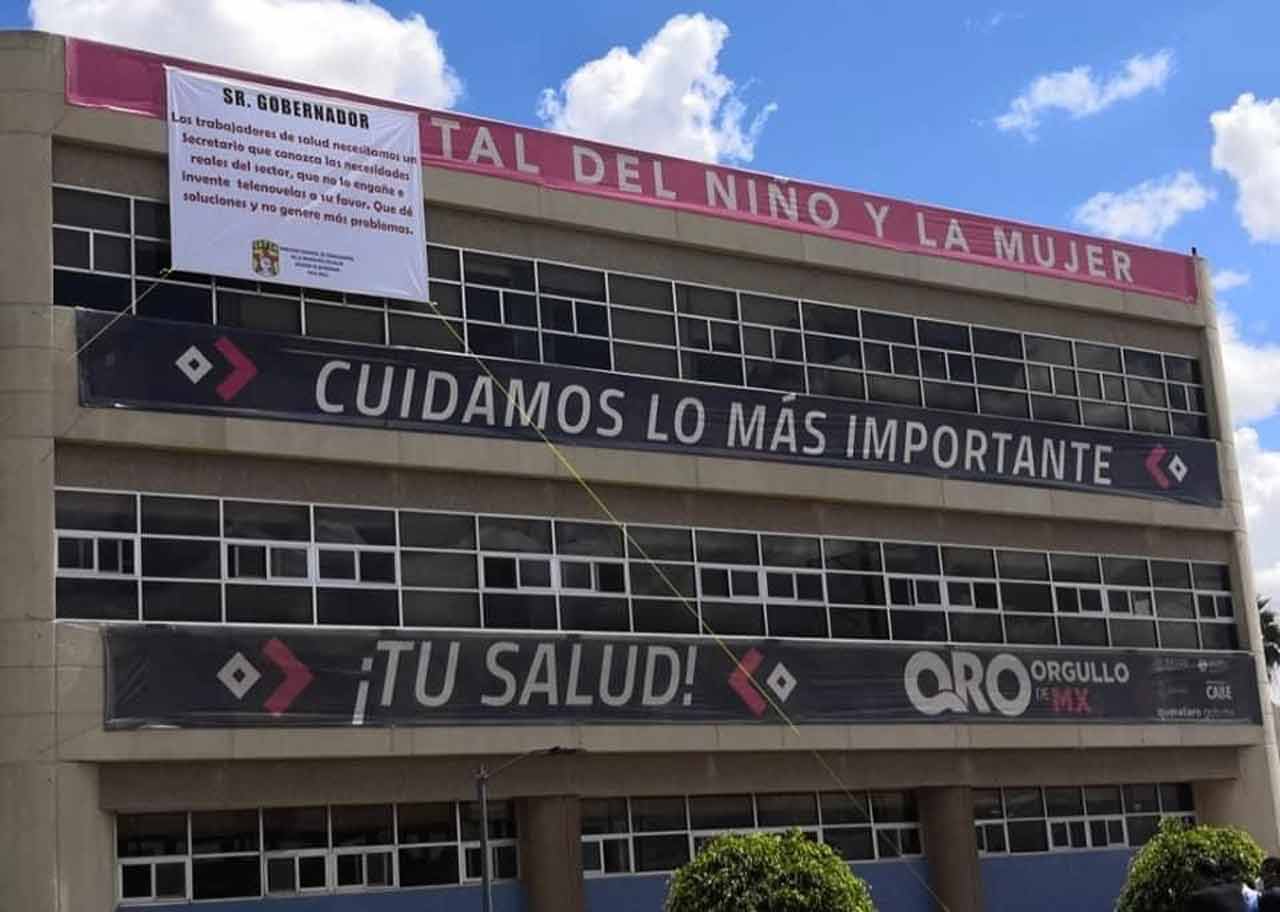 SR. GOBERNADOR
Los trabajadores de salud necesitamos un
Secretario que conozca las necesidades
reales del sector, que no lo engañe e
invente telenovelas a su favor. Que dé
soluciones y no genere más problemas.
TAL DEL NIÑO Y LA MUJER
CUIDAMOS LO MÁS IMPORTANTE
¡TU SALUD!
QRO ORGULLO
DE MX
CABE